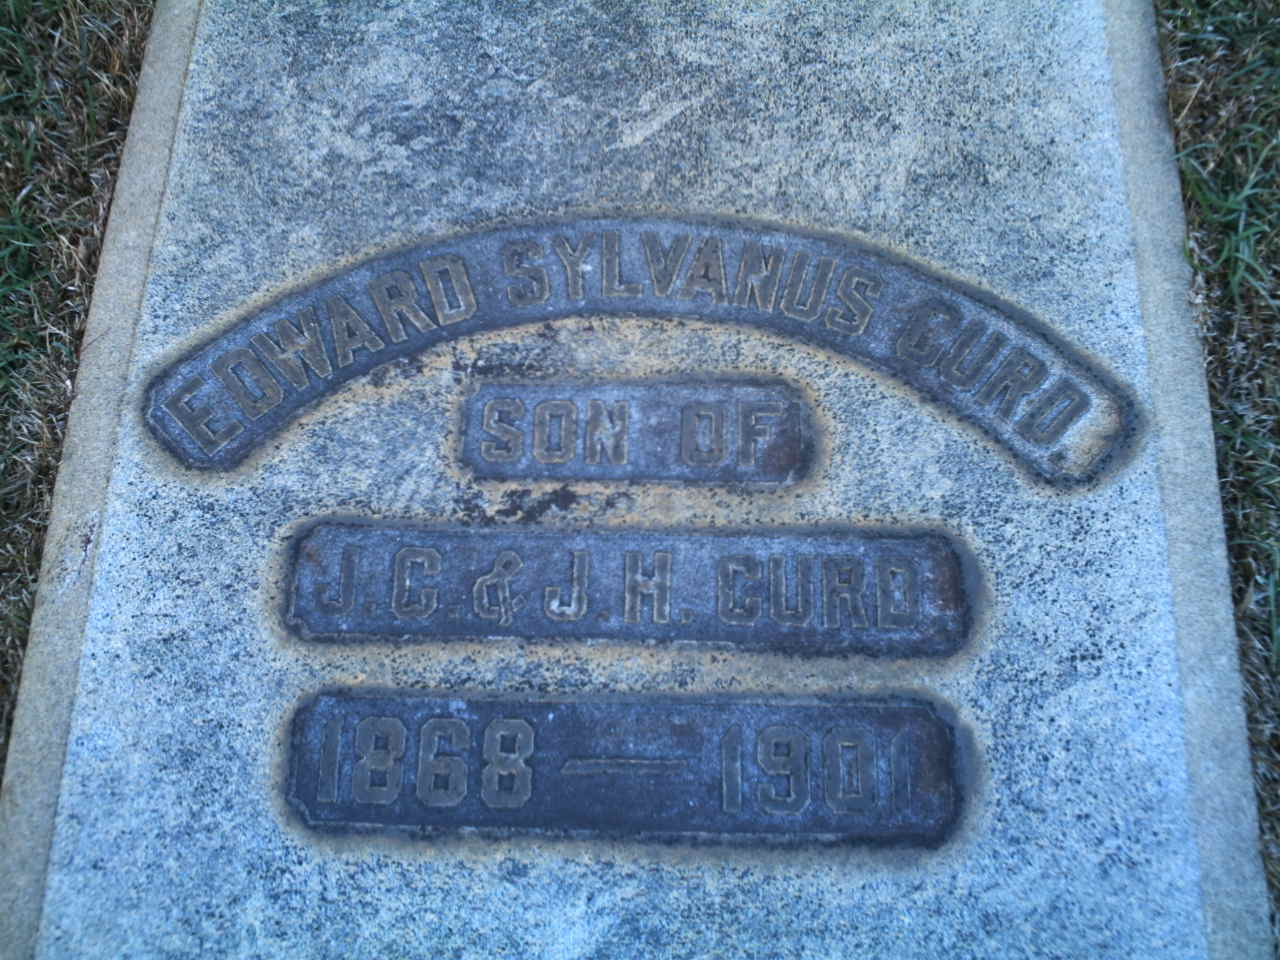 EDWARD SYLVANUS CURD
SON OF
J.C. & J.H. CURD
1868 — 1901